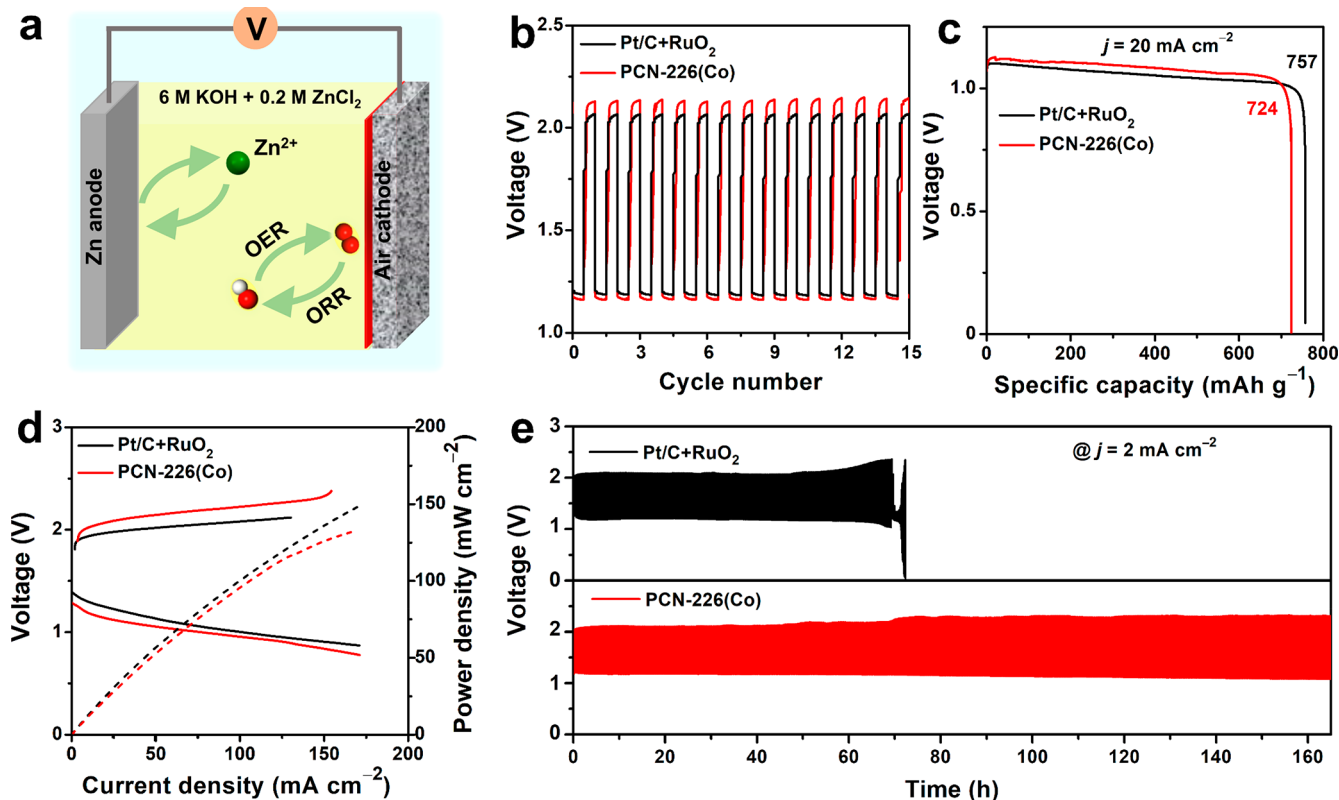 a
V
6 M KOH + 0.2 M ZnCl₂
Zn²⁺
Zn anode
OER
ORR
Air cathode
b
Pt/C+RuO₂
PCN-226(Co)
Voltage (V)
2.5
2.0
1.5
1.0
0 3 6 9 12 15
Cycle number
c
j = 20 mA cm⁻²
757
724
Pt/C+RuO₂
PCN-226(Co)
Voltage (V)
1.0
0.5
0
0 200 400 600 800
Specific capacity (mAh g⁻¹)
d
Pt/C+RuO₂
PCN-226(Co)
Voltage (V)
3
2
1
0
Power density (mW cm⁻²)
200
150
100
50
0
0 50 100 150 200
Current density (mA cm⁻²)
e
Pt/C+RuO₂
@ j = 2 mA cm⁻²
PCN-226(Co)
Voltage (V)
3
2
1
0
Voltage (V)
2
1
0
0 20 40 60 80 100 120 140 160
Time (h)